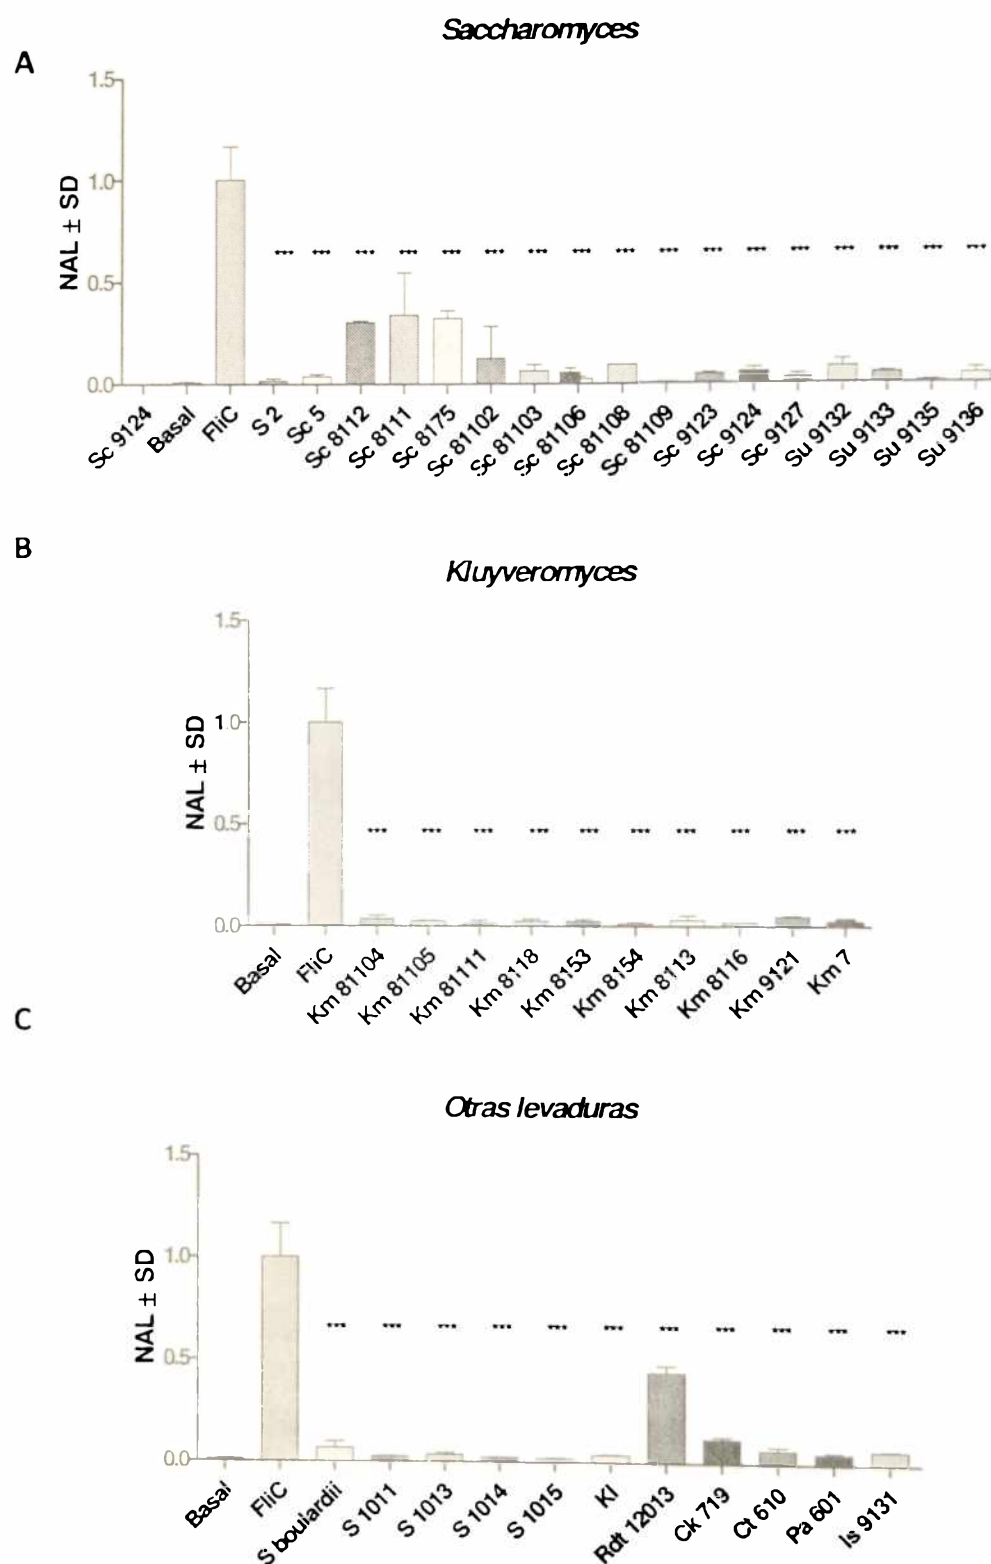 Saccharomyces
A
1.5
1.0
0.5
0.0
NAL ± SD
*** *** *** *** *** *** *** *** *** *** *** *** *** *** *** *** ***
Sc 9124 Basal FliC S 2 Sc 5 Sc 8112 Sc 8111 Sc 8175 Sc 81102 Sc 81103 Sc 81106 Sc 81108 Sc 81109 Sc 9123 Sc 9124 Sc 9127 Su 9132 Su 9133 Su 9135 Su 9136
B
Kluyveromyces
1.5
1.0
0.5
0.0
NAL ± SD
*** *** *** *** *** *** *** *** *** ***
Basal FliC Km 81104 Km 81105 Km 81111 Km 8118 Km 8153 Km 8154 Km 8113 Km 8116 Km 9121 Km 7
C
Otras levaduras
1.5
1.0
0.5
0.0
NAL ± SD
*** *** *** *** *** *** *** *** *** *** ***
Basal FliC S boulardii S 1011 S 1013 S 1014 S 1015 Kl Rdt 12013 Ck 719 Ct 610 Pa 601 Is 9131